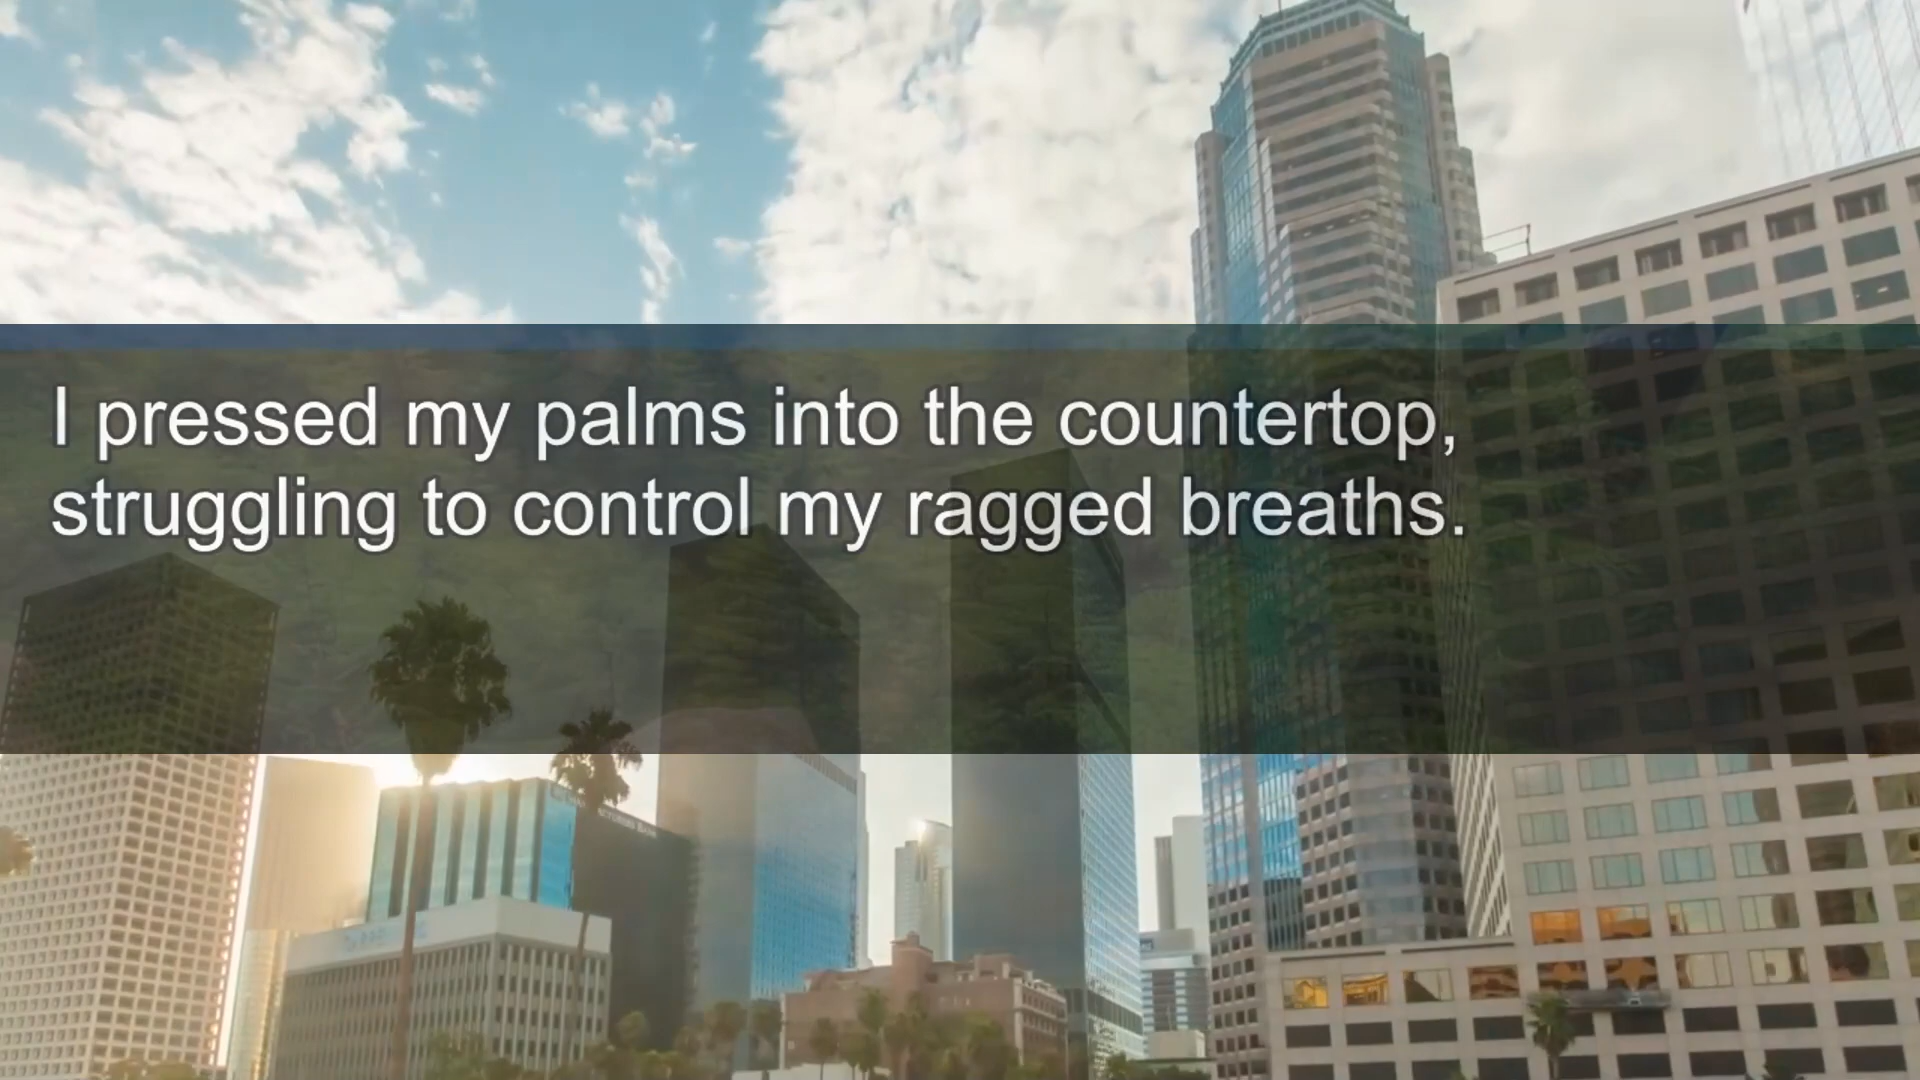 I pressed my palms into the countertop,
struggling to control my ragged breaths.